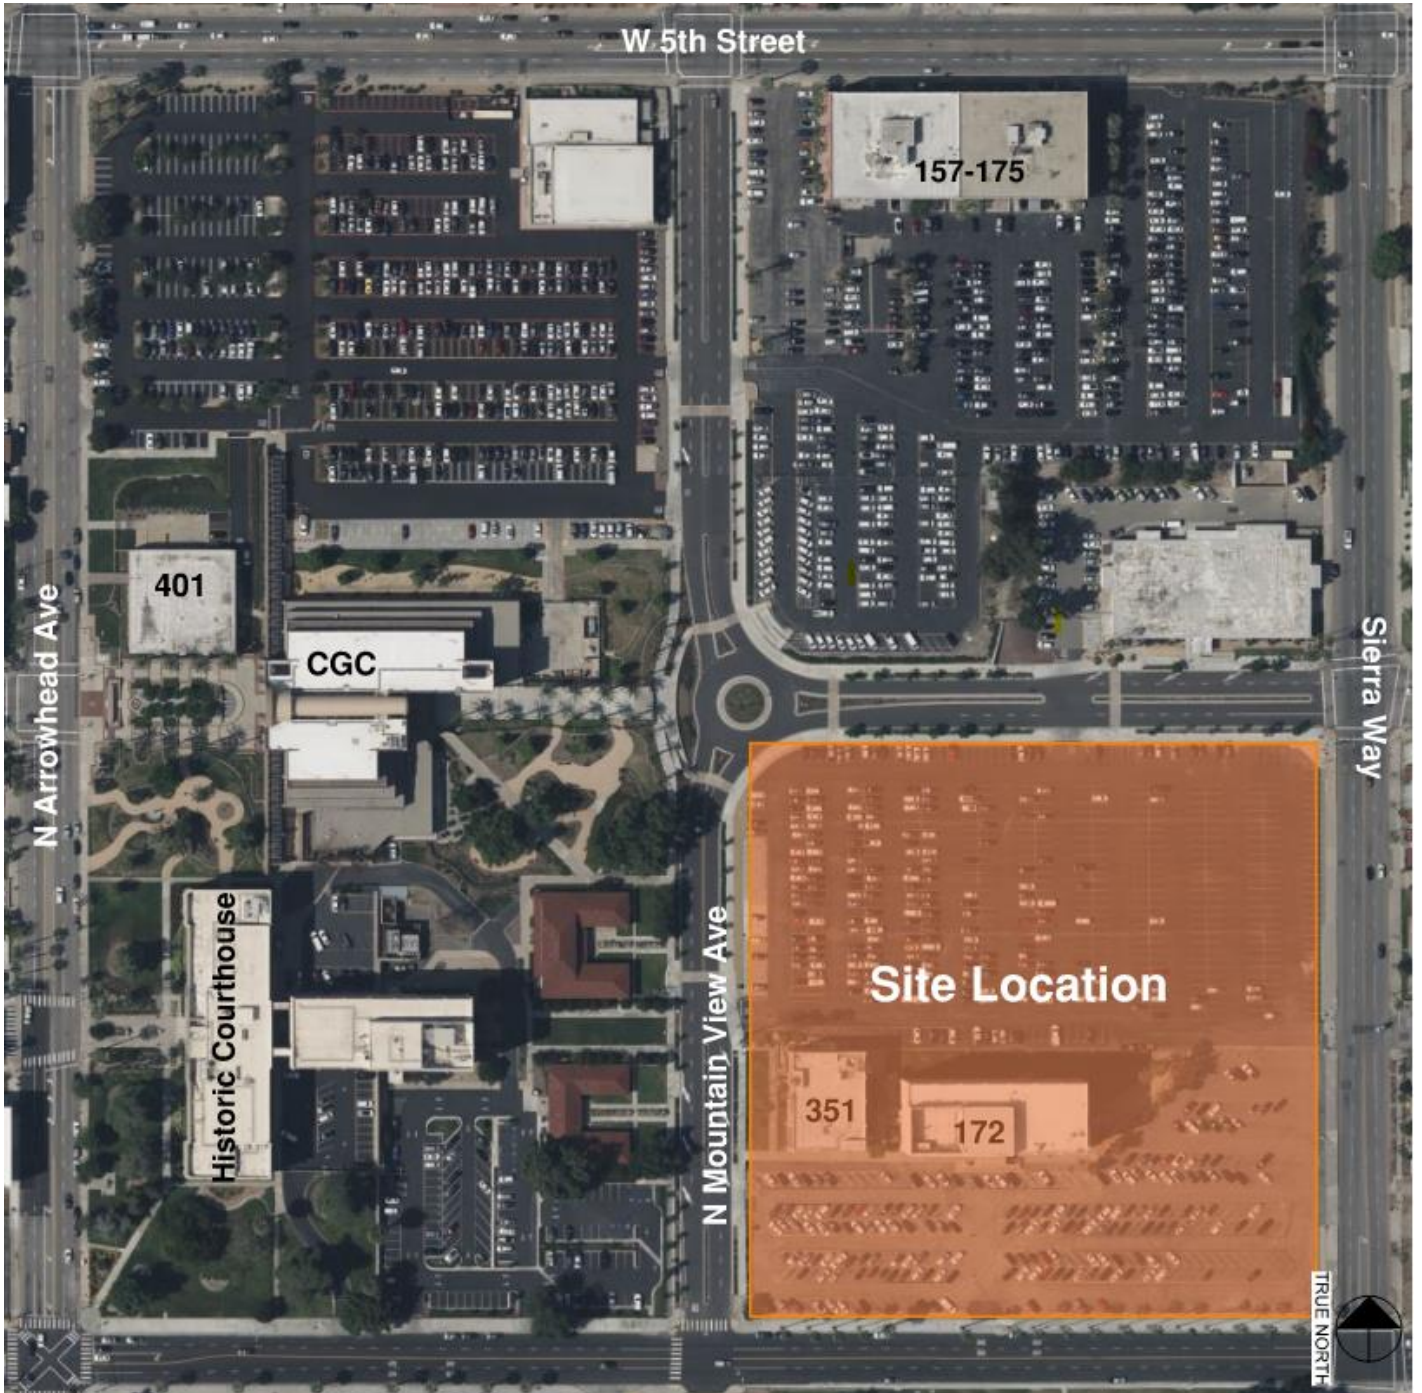 W 5th Street
157-175
401
CGC
N Arrowhead Ave
Sierra Way
Historic Courthouse
N Mountain View Ave
Site Location
351
172
TRUE NORTH